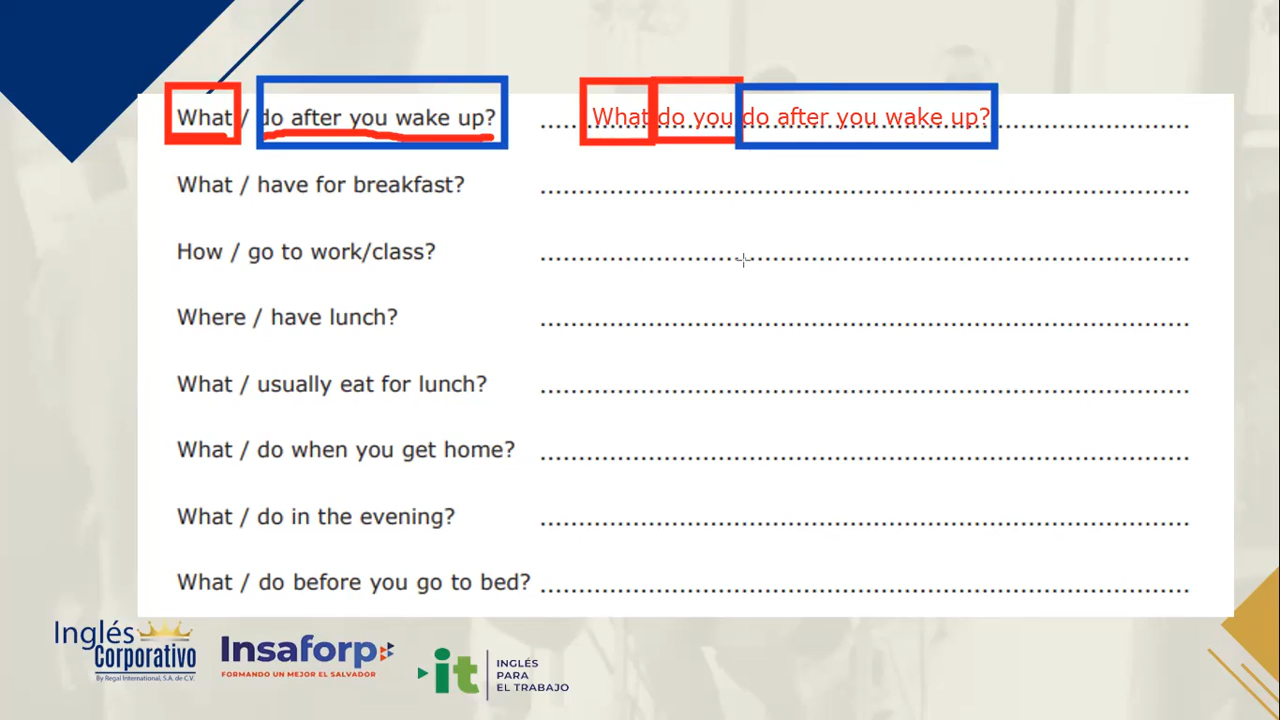 What / do after you wake up? ..... What do you do after you wake up? .....
What / have for breakfast? .....
How / go to work/class? .....
Where / have lunch? .....
What / usually eat for lunch? .....
What / do when you get home? .....
What / do in the evening? .....
What / do before you go to bed? .....
Inglés
Corporativo
By Regal International, S.A. de C.V.
Insaforp
FORMANDO UN MEJOR EL SALVADOR
it
INGLÉS
PARA
EL TRABAJO